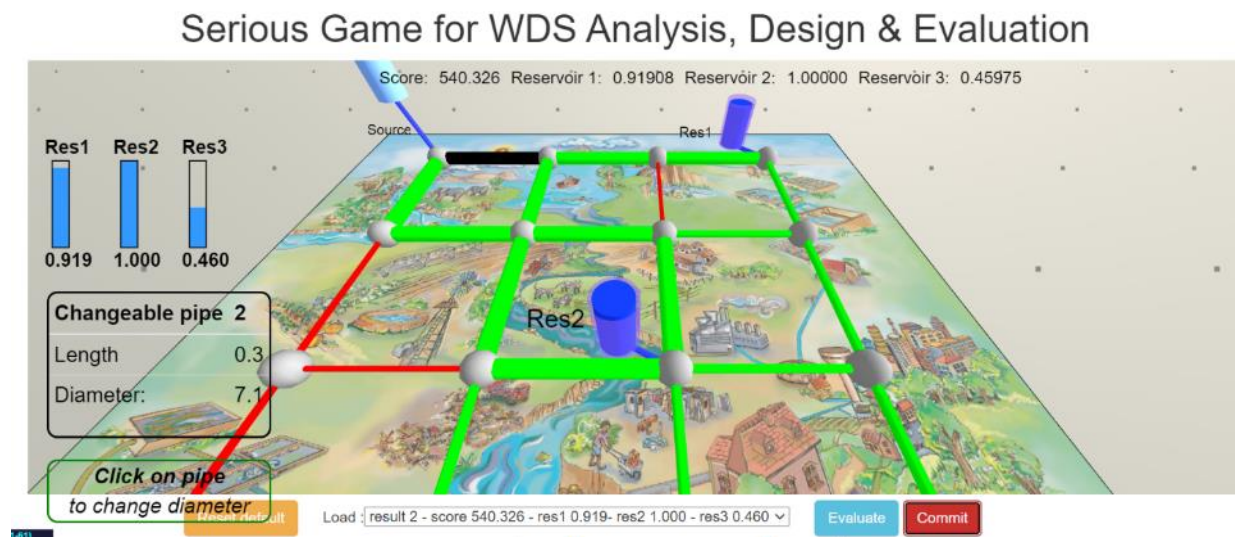 Serious Game for WDS Analysis, Design & Evaluation
Score: 540.326 Reservoir 1: 0.91908 Reservoir 2: 1.00000 Reservoir 3: 0.45975
Source
Res1
Res1 Res2 Res3
0.919 1.000 0.460
Changeable pipe 2
Length 0.3
Diameter: 7.1
Res2
Click on pipe
to change diameter
Reset default
Load : result 2 - score 540.326 - res1 0.919- res2 1.000 - res3 0.460
Evaluate
Commit